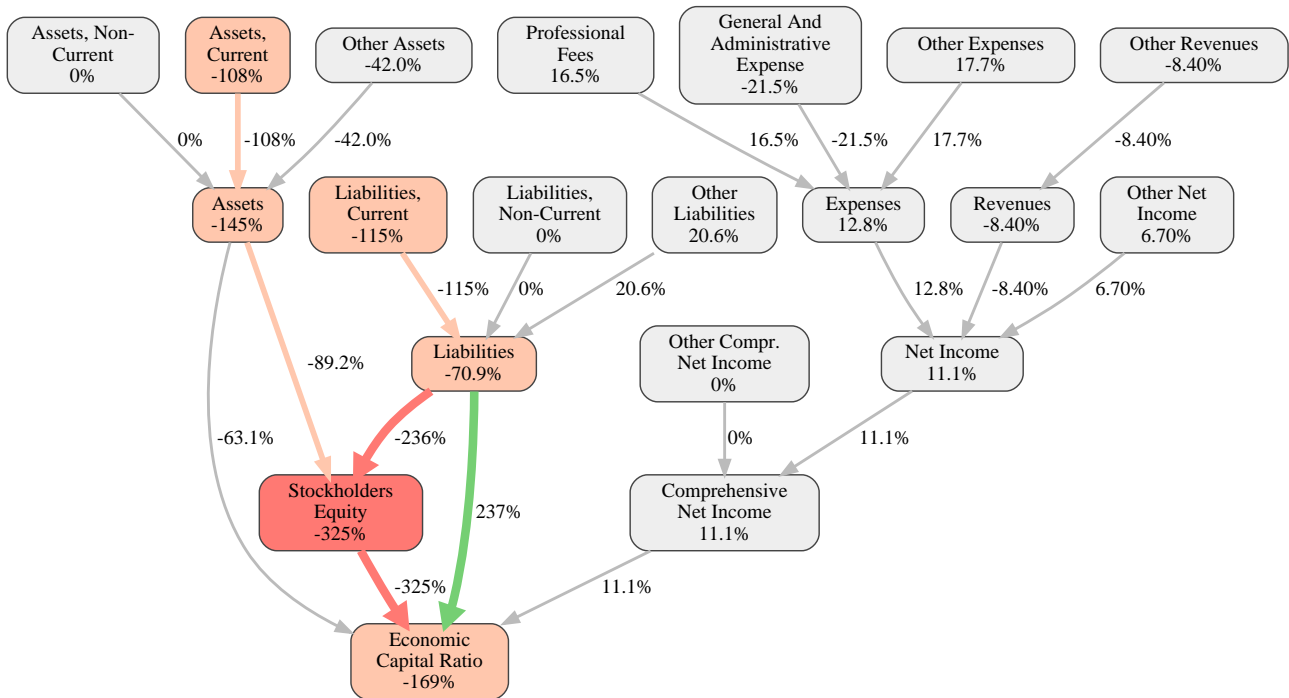 Assets, Non-
Current
0%
Assets,
Current
-108%
Other Assets
-42.0%
Professional
Fees
16.5%
General And
Administrative
Expense
-21.5%
Other Expenses
17.7%
Other Revenues
-8.40%
0%
-108%
-42.0%
16.5%
-21.5%
17.7%
-8.40%
Assets
-145%
Liabilities,
Current
-115%
Liabilities,
Non-Current
0%
Other
Liabilities
20.6%
Expenses
12.8%
Revenues
-8.40%
Other Net
Income
6.70%
-115%
0%
20.6%
12.8%
-8.40%
6.70%
-89.2%
Liabilities
-70.9%
Other Compr.
Net Income
0%
Net Income
11.1%
-63.1%
-236%
0%
11.1%
Stockholders
Equity
-325%
237%
Comprehensive
Net Income
11.1%
-325%
11.1%
Economic
Capital Ratio
-169%